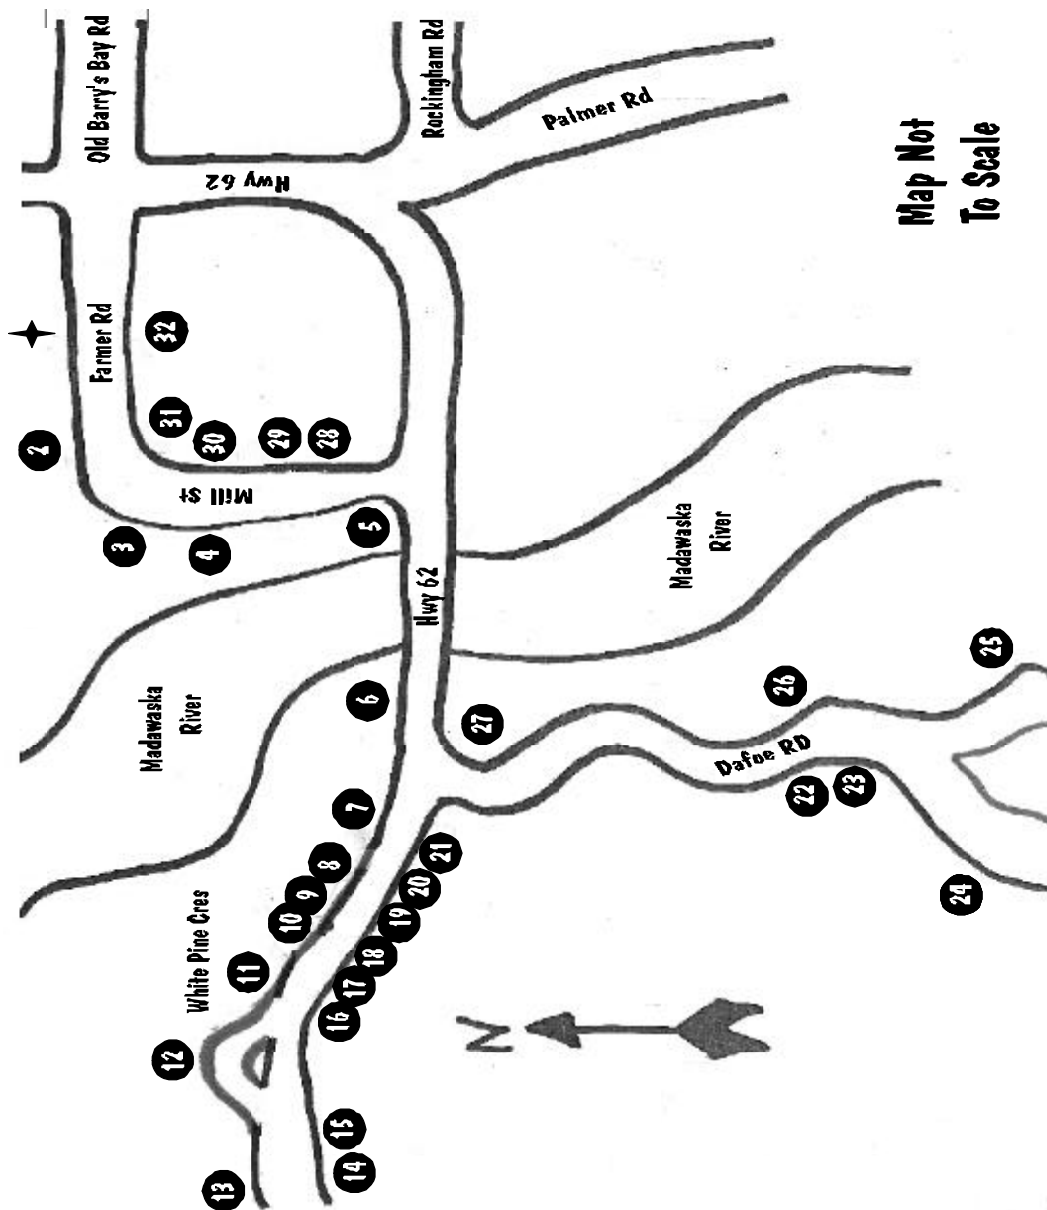 Old Barry's Bay Rd
Rockingham Rd
Palmer Rd
Hwy 62
Map Not
To Scale
Farmer Rd
32
31
30
29
28
2
Mill St
3
4
5
Hwy 62
Madawaska
River
Madawaska
River
6
27
26
25
Dafoe RD
7
8
9
10
11
White Pine Cres
12
13
14
15
16
17
18
19
20
21
22
23
24
N